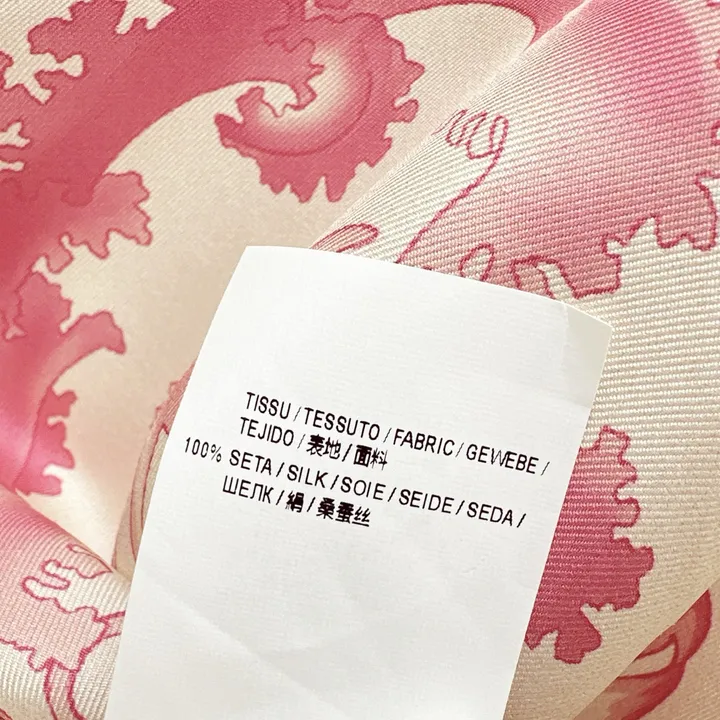 TISSU / TESSUTO / FABRIC / GEWEBE /
TEJIDO / 表地 / 面料
100% SETA / SILK / SOIE / SEIDE / SEDA /
ШЕЛК / 絹 / 桑蚕丝